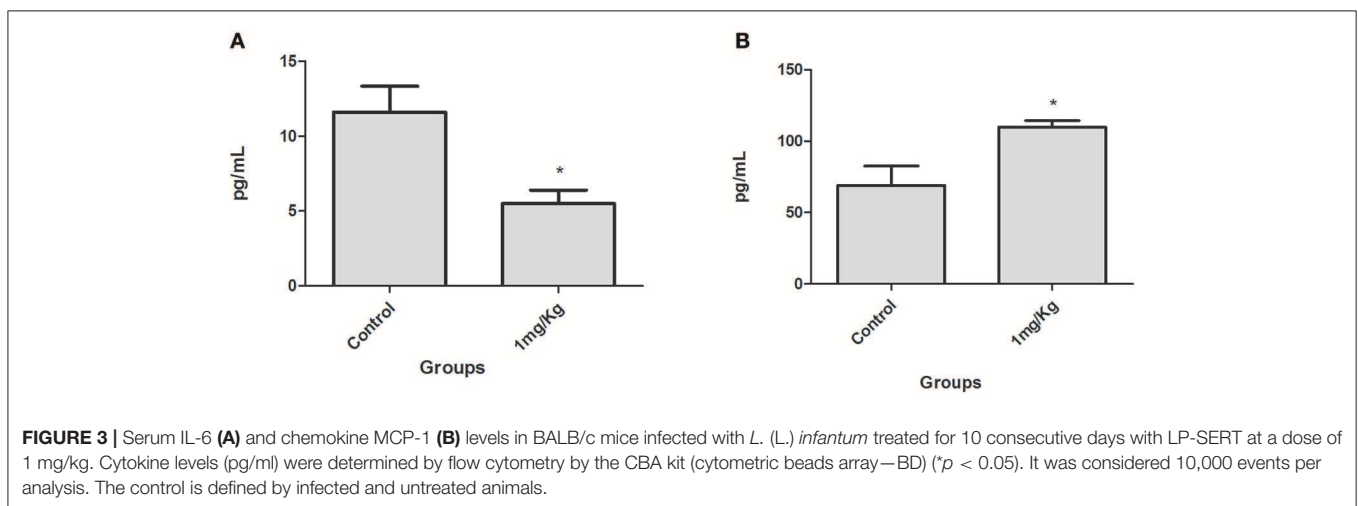 A
15
10
5
0
pg/mL
*
Control
1mg/Kg
Groups
B
150
100
50
0
pg/mL
*
Control
1mg/Kg
Groups
FIGURE 3 | Serum IL-6 (A) and chemokine MCP-1 (B) levels in BALB/c mice infected with L. (L.) infantum treated for 10 consecutive days with LP-SERT at a dose of
1 mg/kg. Cytokine levels (pg/ml) were determined by flow cytometry by the CBA kit (cytometric beads array—BD) (*p < 0.05). It was considered 10,000 events per
analysis. The control is defined by infected and untreated animals.